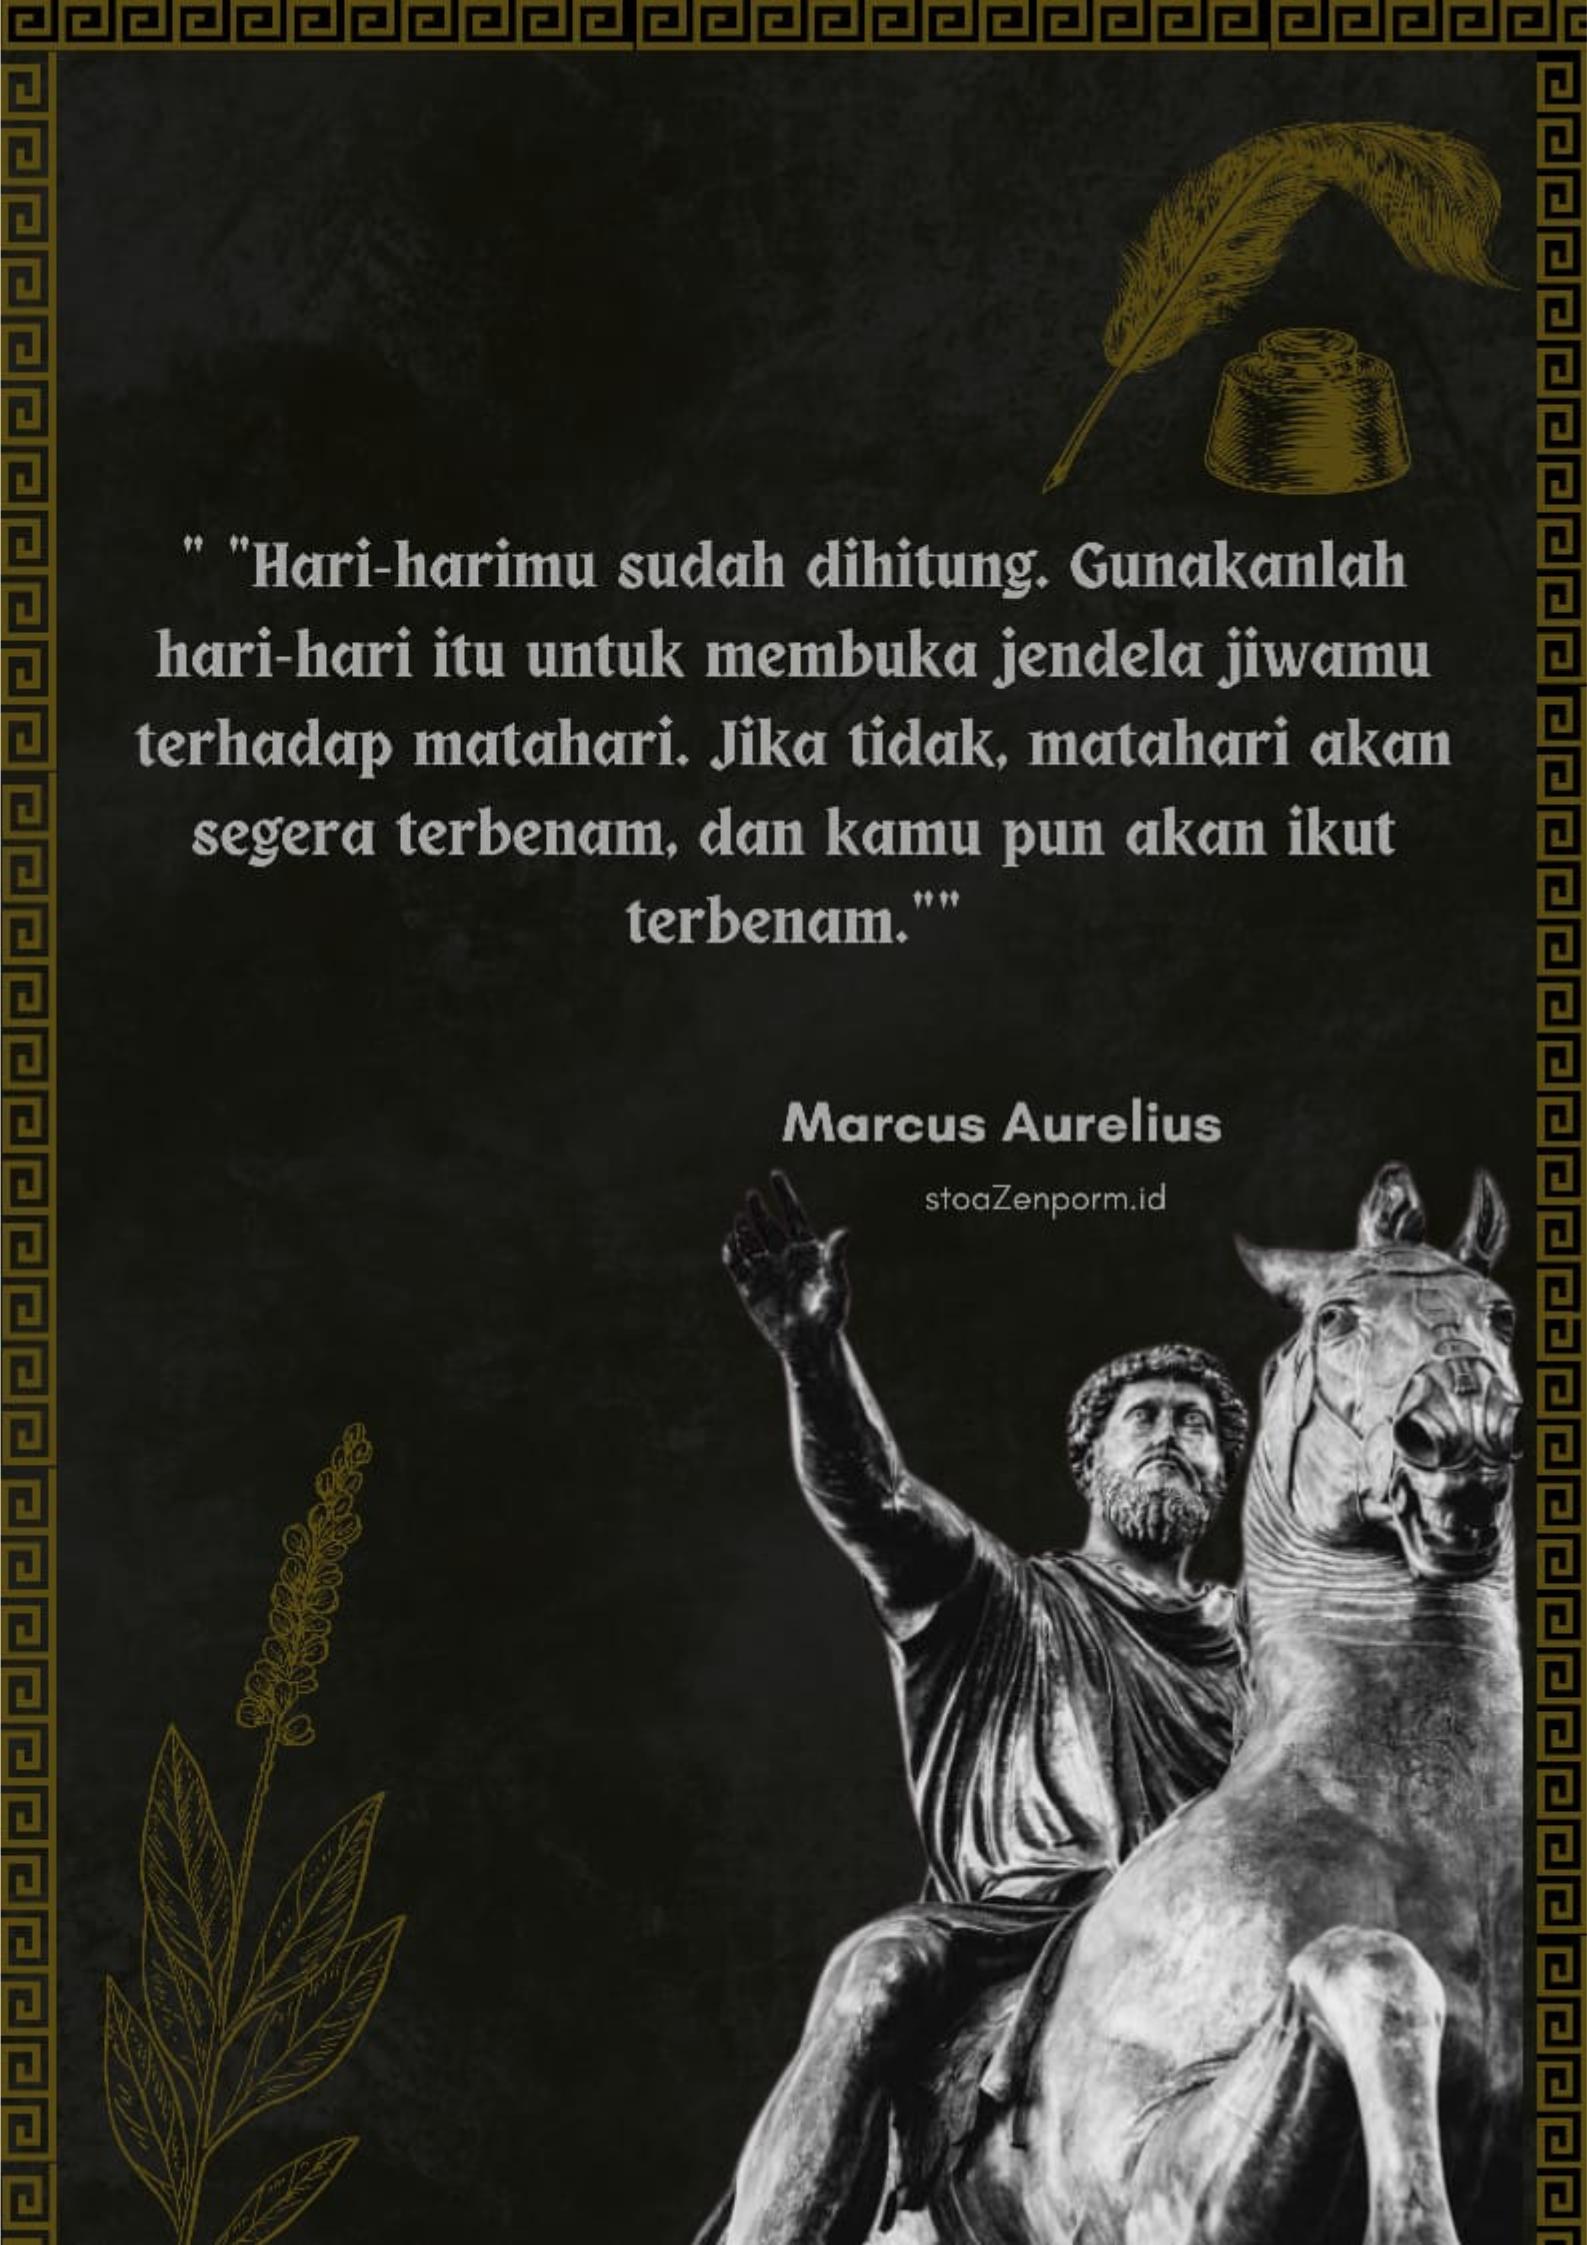 " "Hari-harimu sudah dihitung. Gunakanlah
hari-hari itu untuk membuka jendela jiwamu
terhadap matahari. Jika tidak, matahari akan
segera terbenam, dan kamu pun akan ikut
terbenam.""
Marcus Aurelius
stoaZenporm.id